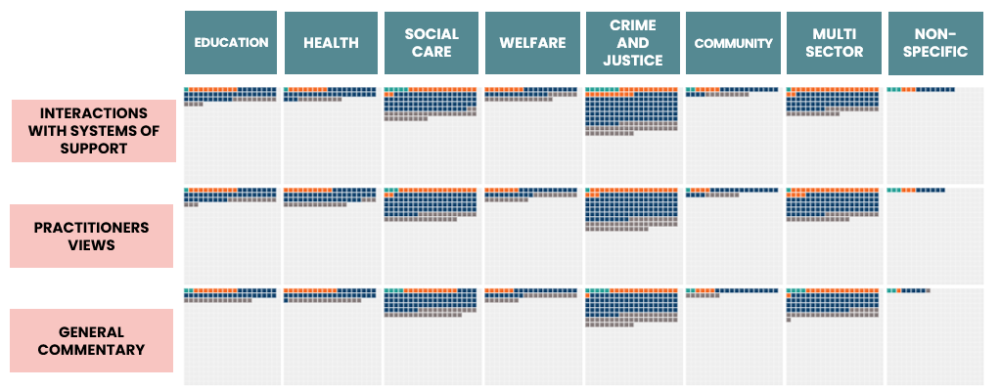 EDUCATION
HEALTH
SOCIAL
CARE
WELFARE
CRIME
AND
JUSTICE
COMMUNITY
MULTI
SECTOR
NON-
SPECIFIC
INTERACTIONS
WITH SYSTEMS OF
SUPPORT
PRACTITIONERS
VIEWS
GENERAL
COMMENTARY